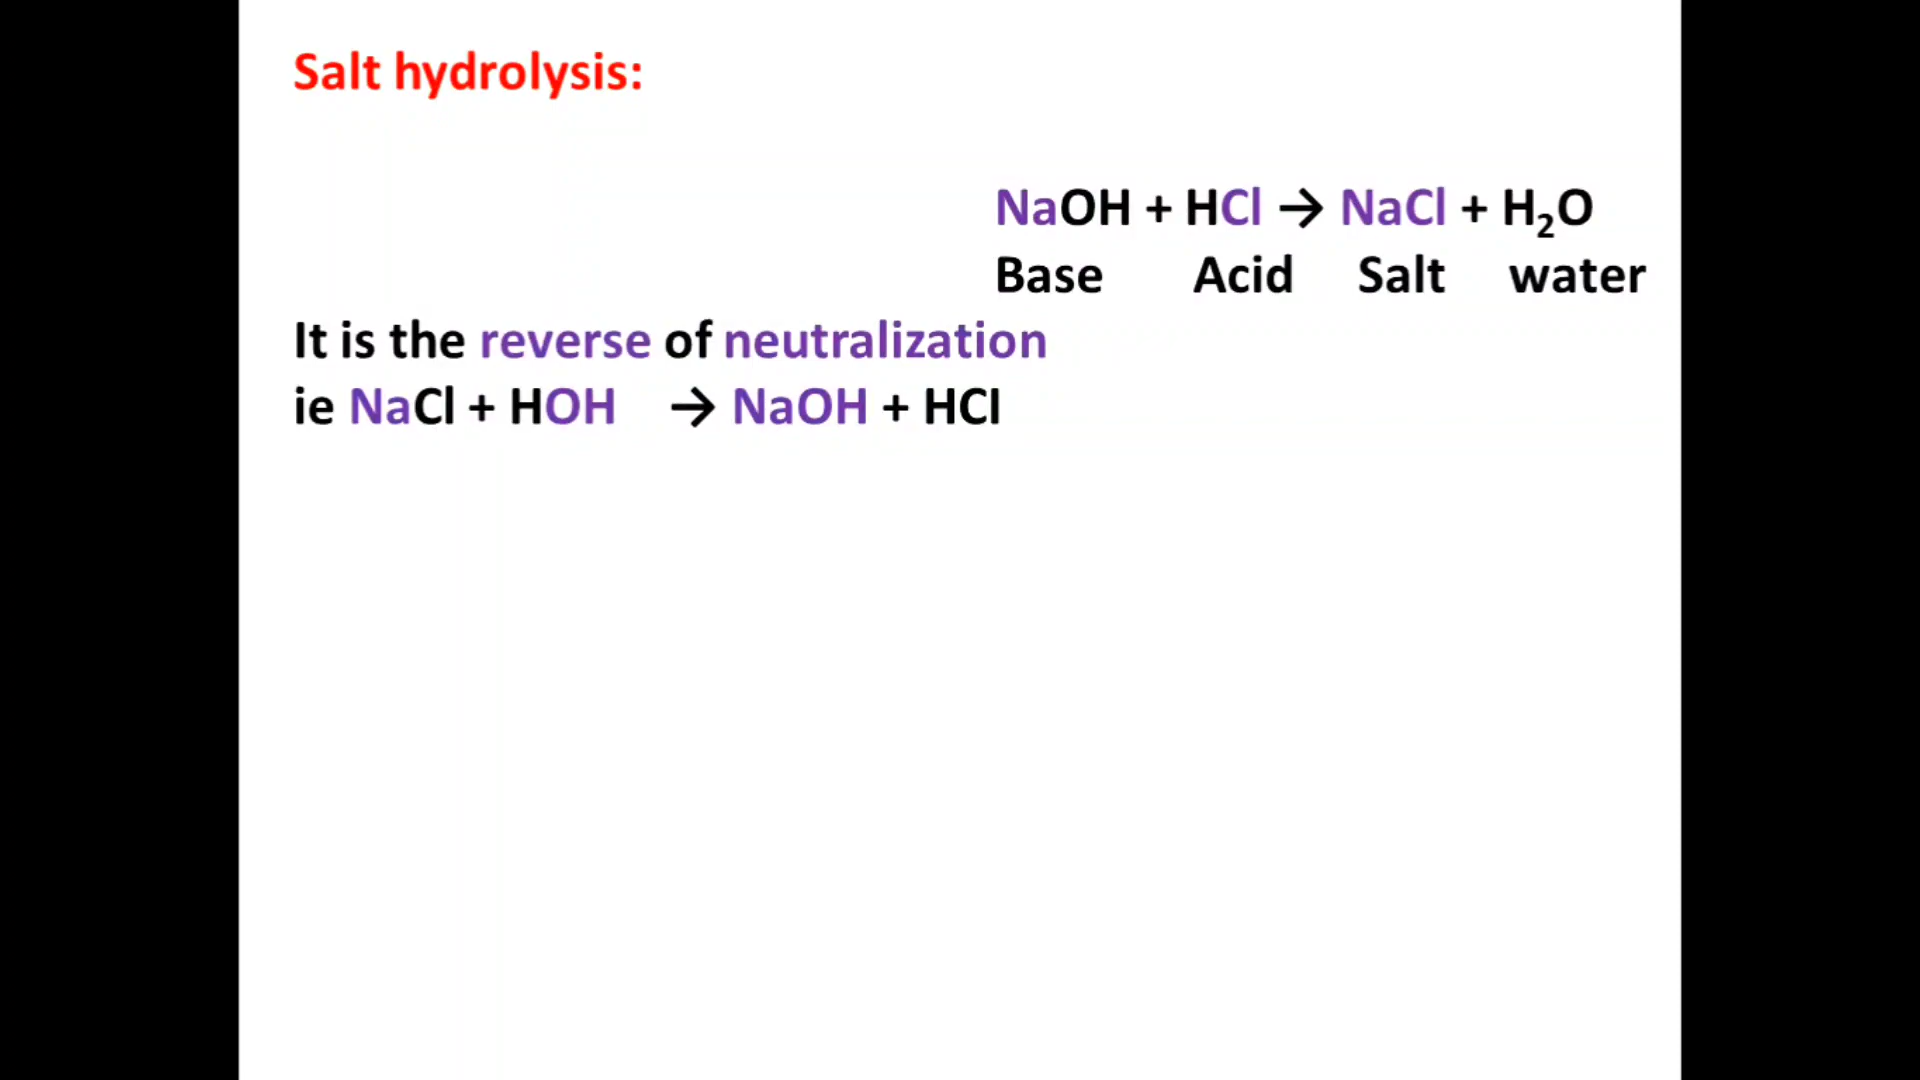 Salt hydrolysis:
NaOH + HCl → NaCl + H₂O
Base Acid Salt water
It is the reverse of neutralization
ie NaCl + HOH → NaOH + HCl